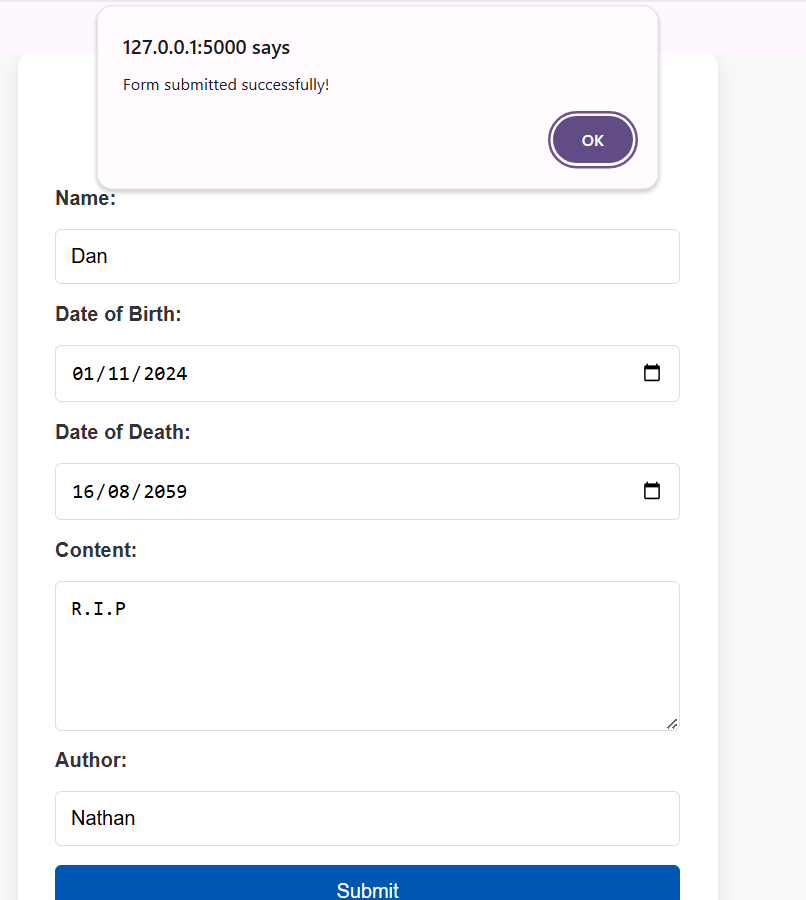 127.0.0.1:5000 says
Form submitted successfully!
OK
Name:
Dan
Date of Birth:
01/11/2024
Date of Death:
16/08/2059
Content:
R.I.P
Author:
Nathan
Submit